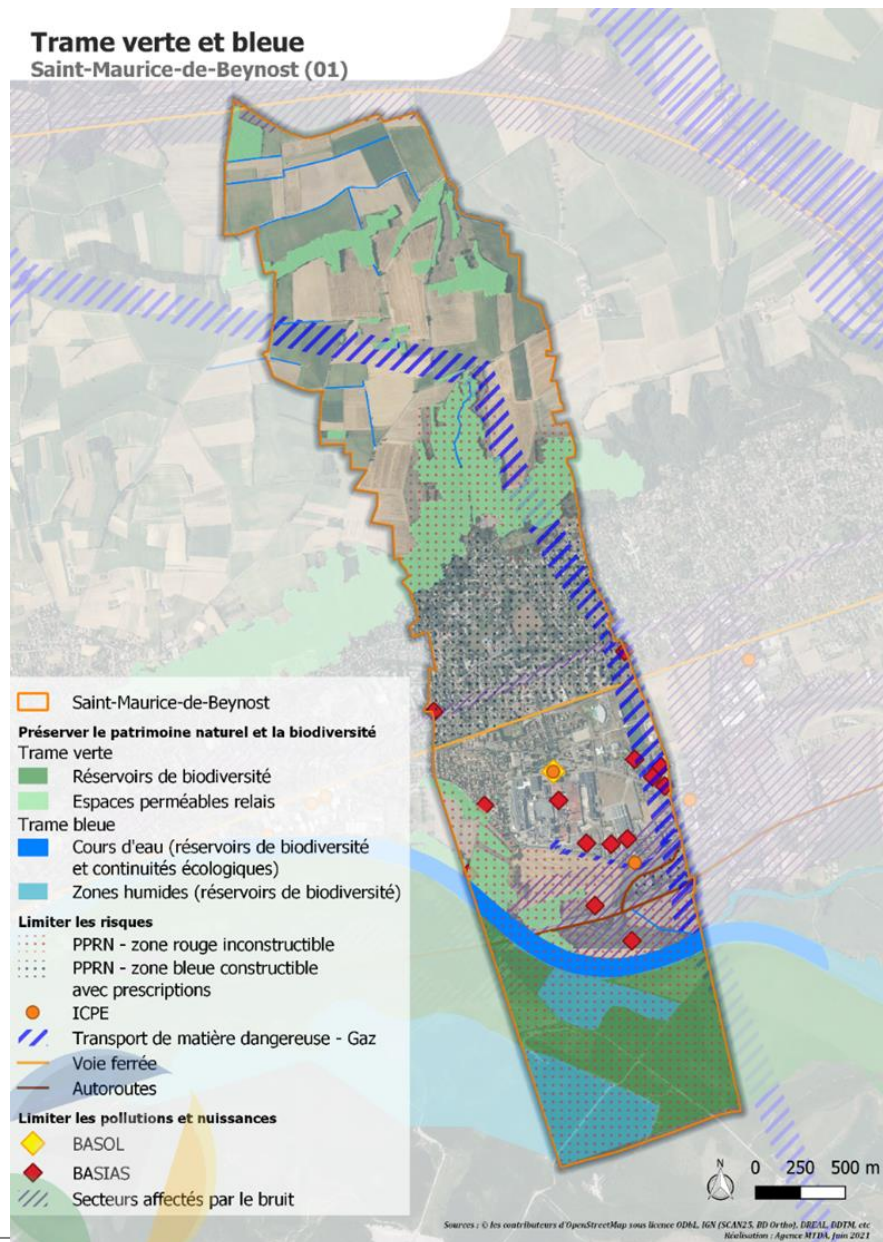 Trame verte et bleue
Saint-Maurice-de-Beynost (01)
Saint-Maurice-de-Beynost
Préserver le patrimoine naturel et la biodiversité
Trame verte
Réservoirs de biodiversité
Espaces perméables relais
Trame bleue
Cours d'eau (réservoirs de biodiversité
et continuités écologiques)
Zones humides (réservoirs de biodiversité)
Limiter les risques
PPRN - zone rouge inconstructible
PPRN - zone bleue constructible
avec prescriptions
ICPE
Transport de matière dangereuse - Gaz
Voie ferrée
Autoroutes
Limiter les pollutions et nuissances
BASOL
BASIAS
Secteurs affectés par le bruit
N
0 250 500 m
Sources : © les contributeurs d'OpenStreetMap sous licence ODbL, IGN (SCAN25, BD Ortho), DREAL, DDTM, etc
Réalisation : Agence MTDA, Juin 2021